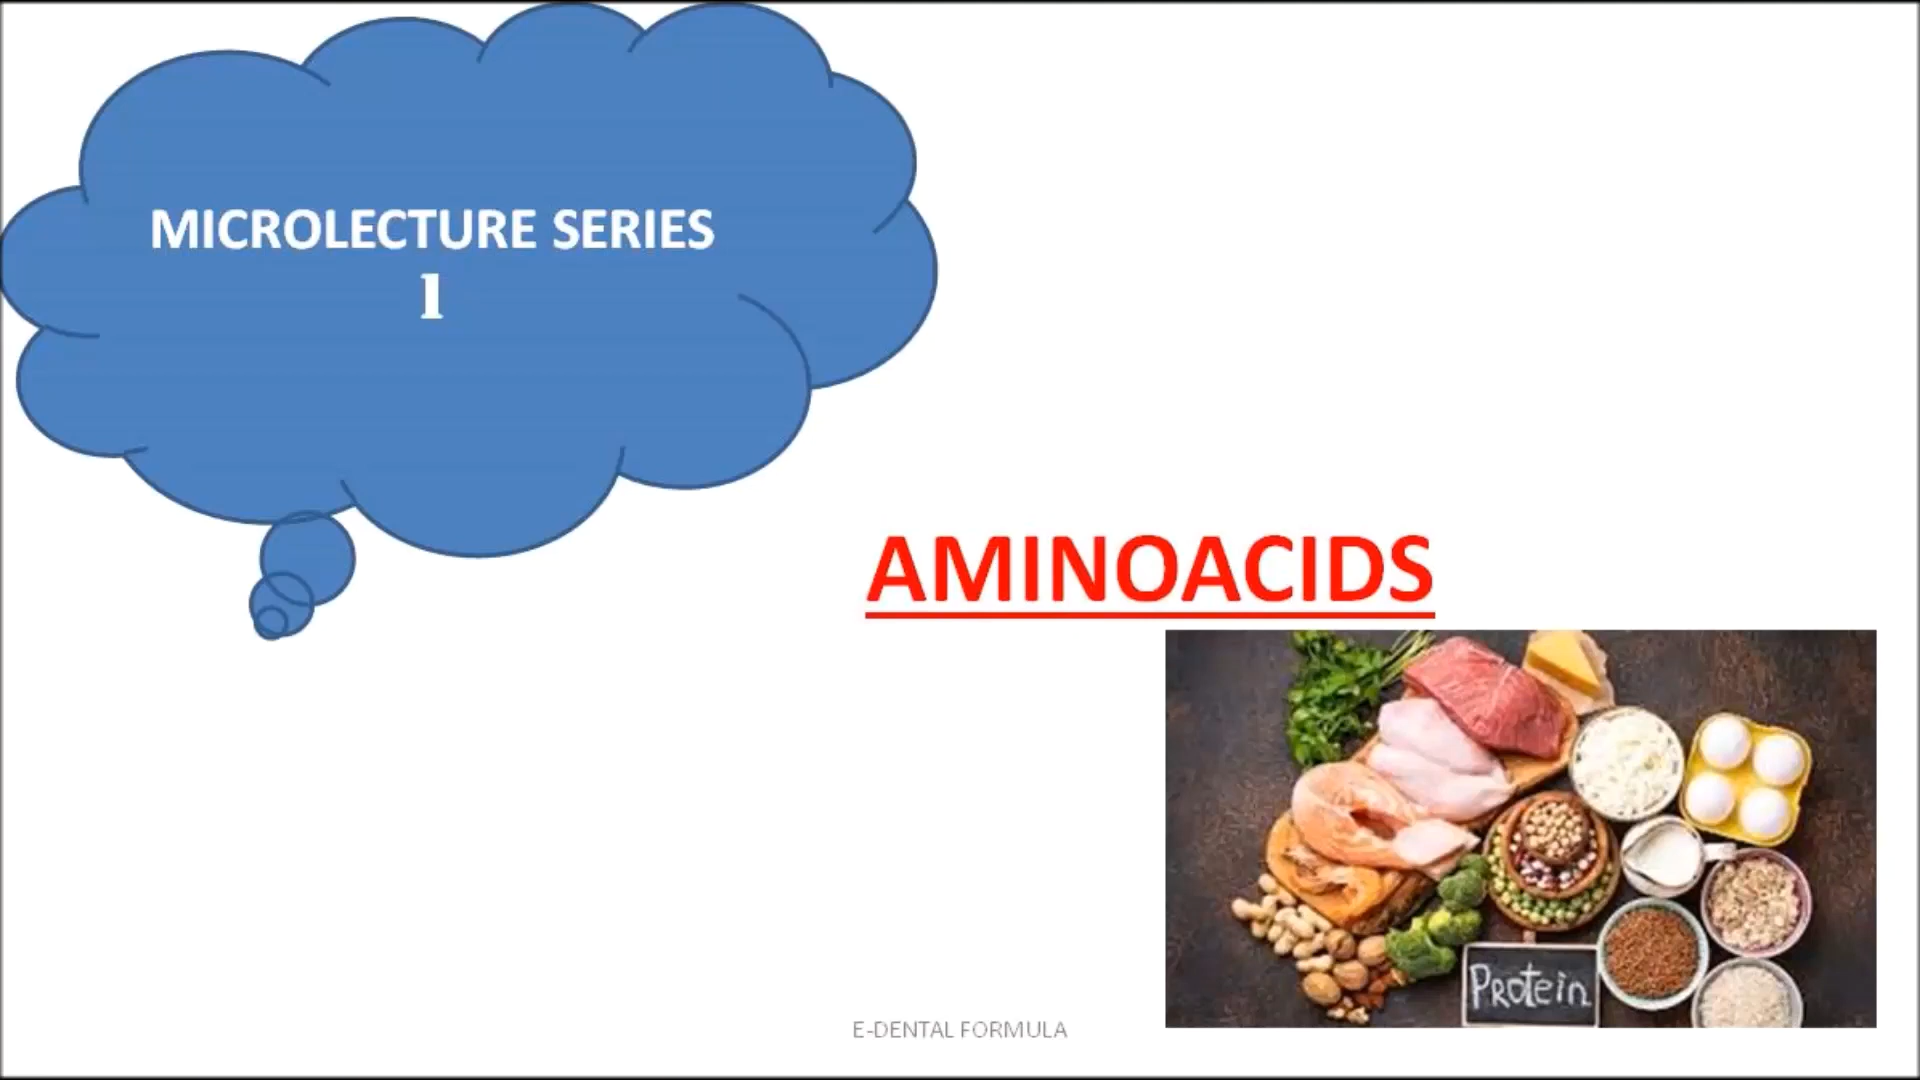 MICROLECTURE SERIES
1
AMINOACIDS
Protein
E-DENTAL FORMULA